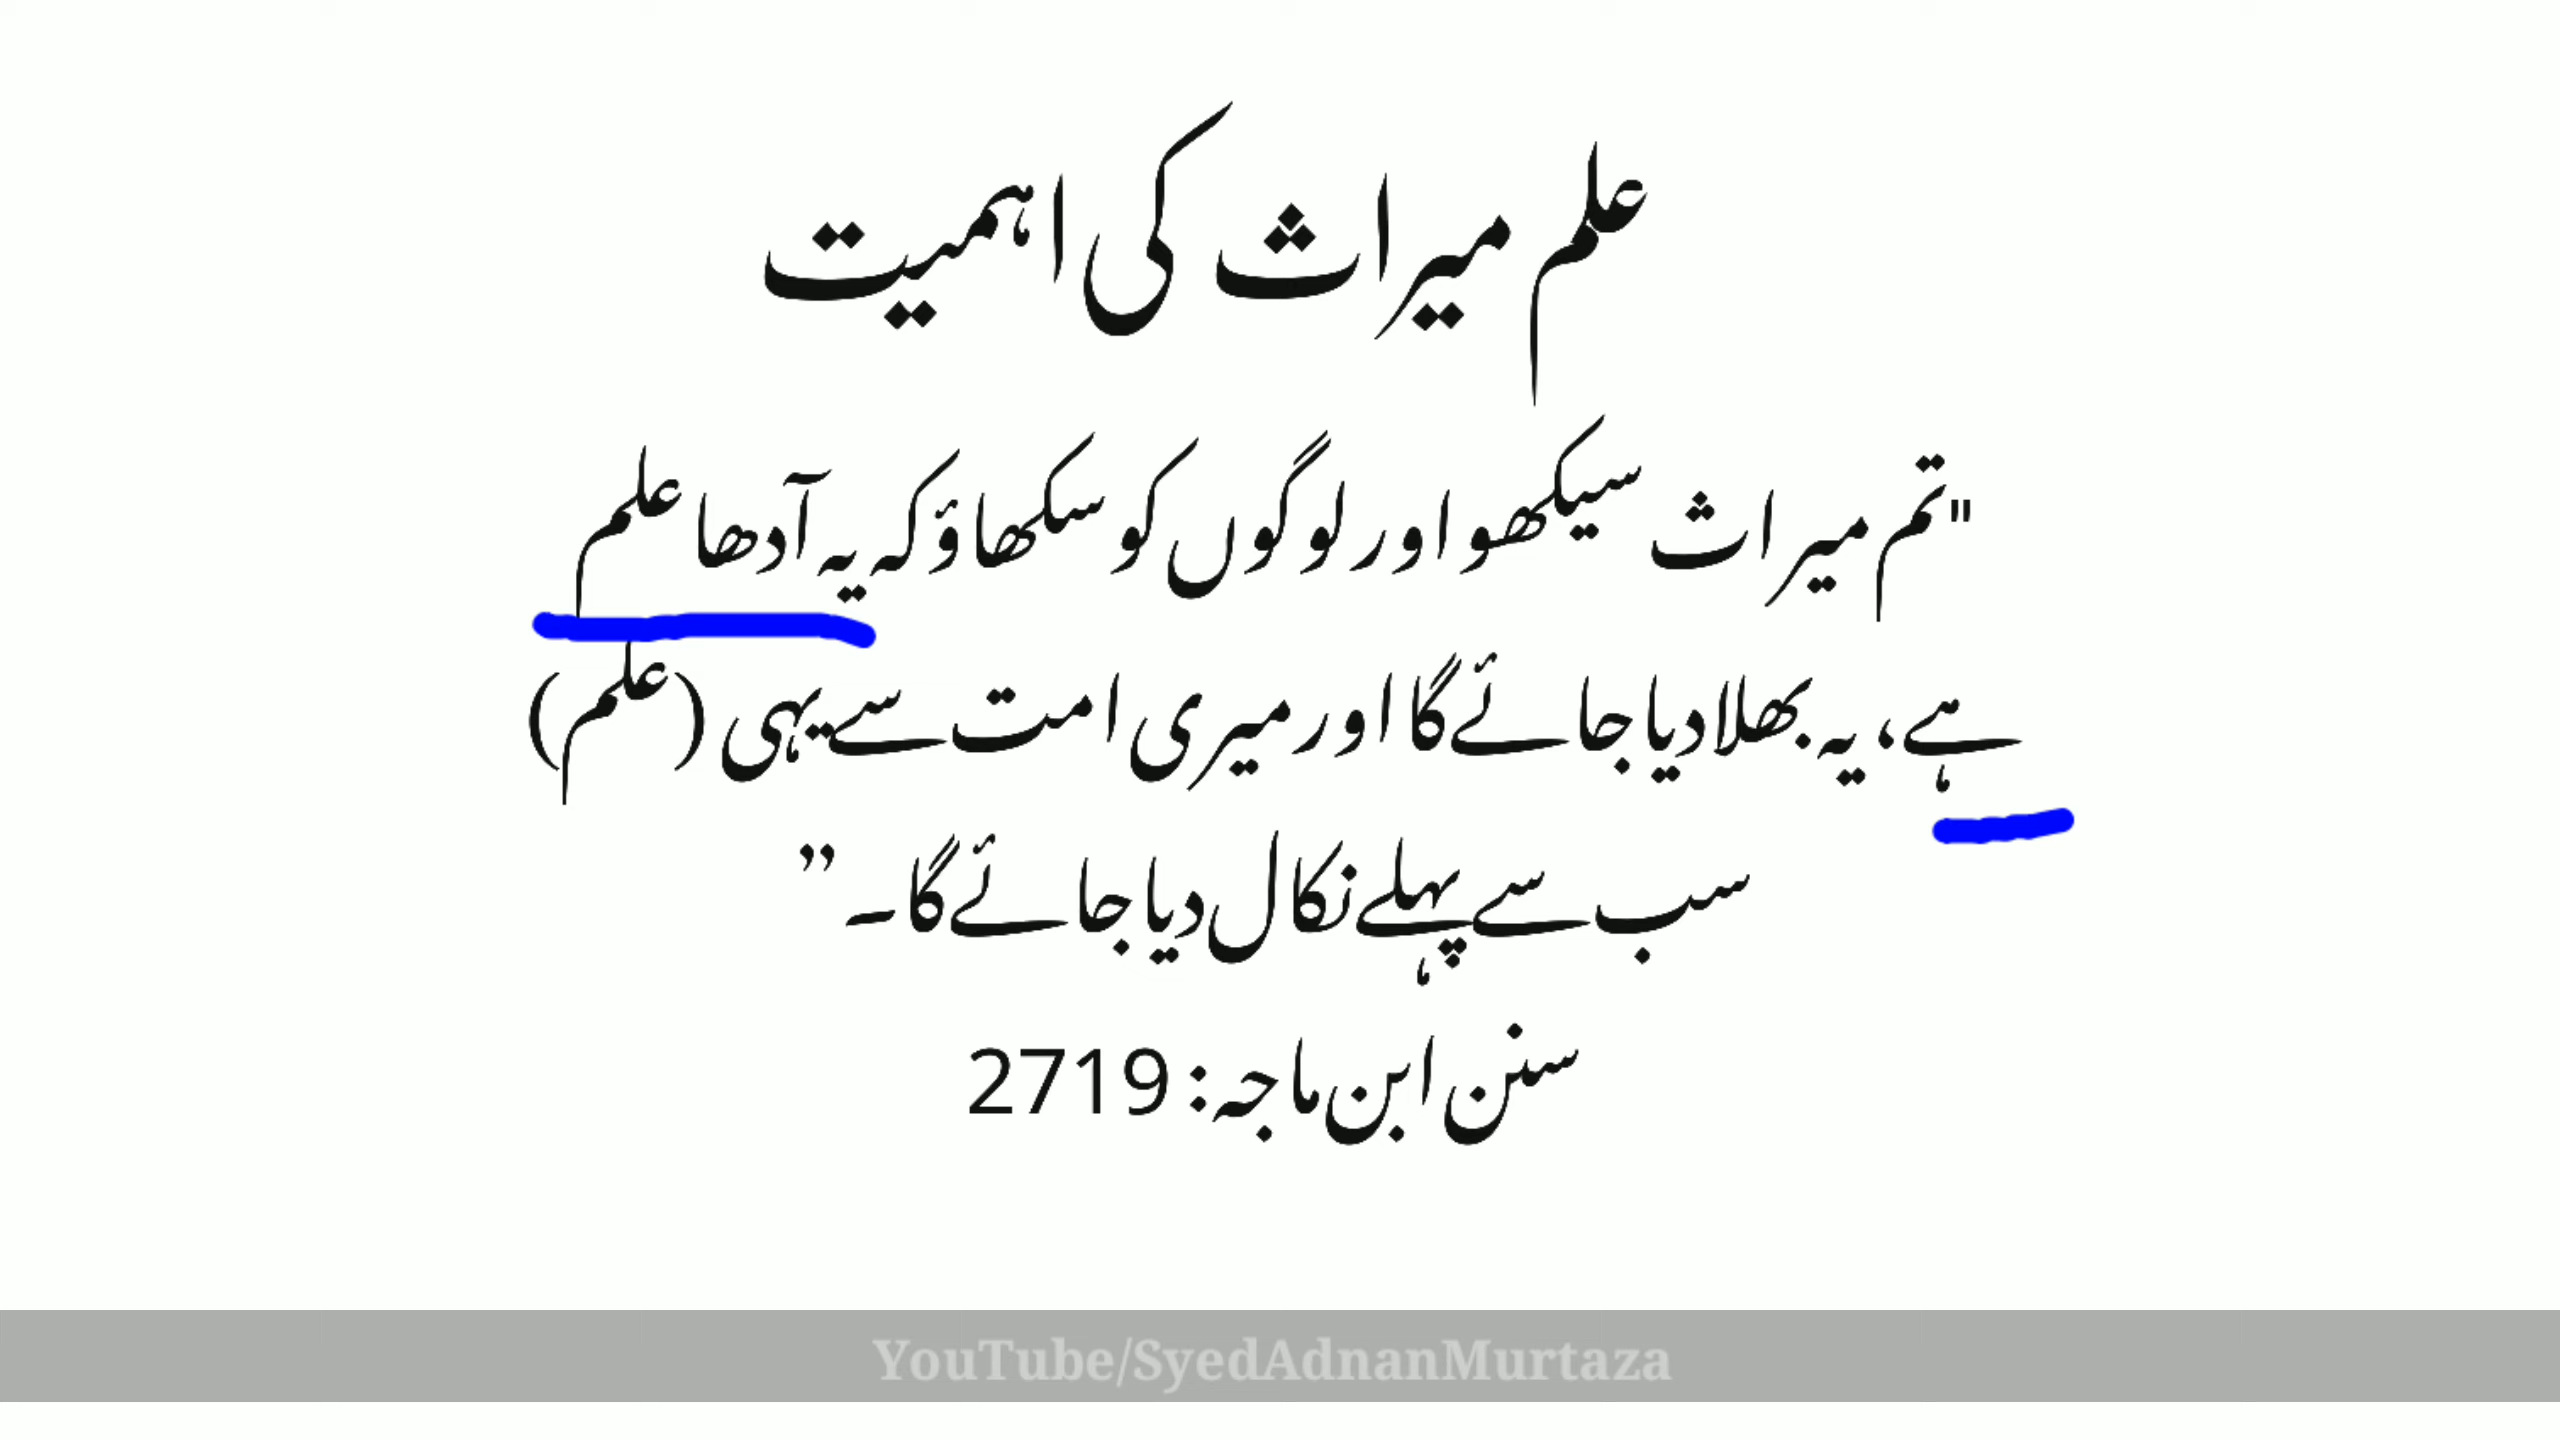 علم میراث کی اہمیت
"تم میراث سیکھو اور لوگوں کو سکھاؤ کہ یہ آدھا علم
ہے، یہ بھلا دیا جائے گا اور میری امت سے یہی (علم)
سب سے پہلے نکال دیا جائے گا۔”
سنن ابن ماجہ: 2719
YouTube/SyedAdnanMurtaza